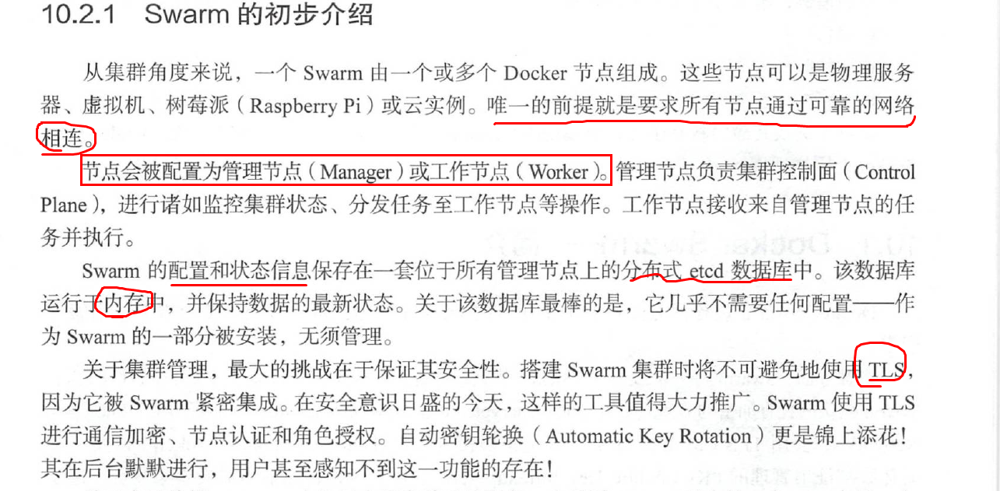 10.2.1 Swarm 的初步介绍
从集群角度来说，一个 Swarm 由一个或多个 Docker 节点组成。这些节点可以是物理服务
器、虚拟机、树莓派（Raspberry Pi）或云实例。唯一的前提就是要求所有节点通过可靠的网络
相连。
节点会被配置为管理节点（Manager）或工作节点（Worker）。管理节点负责集群控制面（Control
Plane），进行诸如监控集群状态、分发任务至工作节点等操作。工作节点接收来自管理节点的任
务并执行。
Swarm 的配置和状态信息保存在一套位于所有管理节点上的分布式 etcd 数据库中。该数据库
运行于内存中，并保持数据的最新状态。关于该数据库最棒的是，它几乎不需要任何配置——作
为 Swarm 的一部分被安装，无须管理。
关于集群管理，最大的挑战在于保证其安全性。搭建 Swarm 集群时将不可避免地使用 TLS，
因为它被 Swarm 紧密集成。在安全意识日盛的今天，这样的工具值得大力推广。Swarm 使用 TLS
进行通信加密、节点认证和角色授权。自动密钥轮换（Automatic Key Rotation）更是锦上添花！
其在后台默默进行，用户甚至感知不到这一功能的存在！